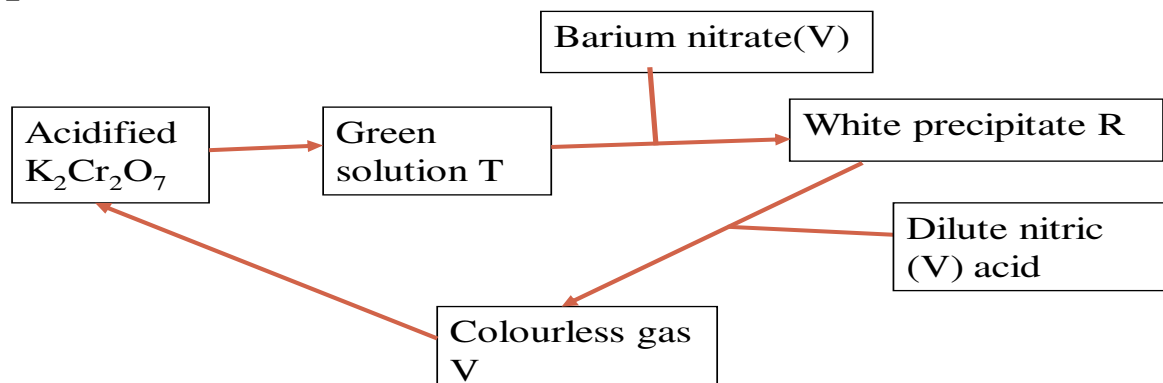 Barium nitrate(V)
Acidified
K₂Cr₂O₇
Green
solution T
White precipitate R
Dilute nitric
(V) acid
Colourless gas
V